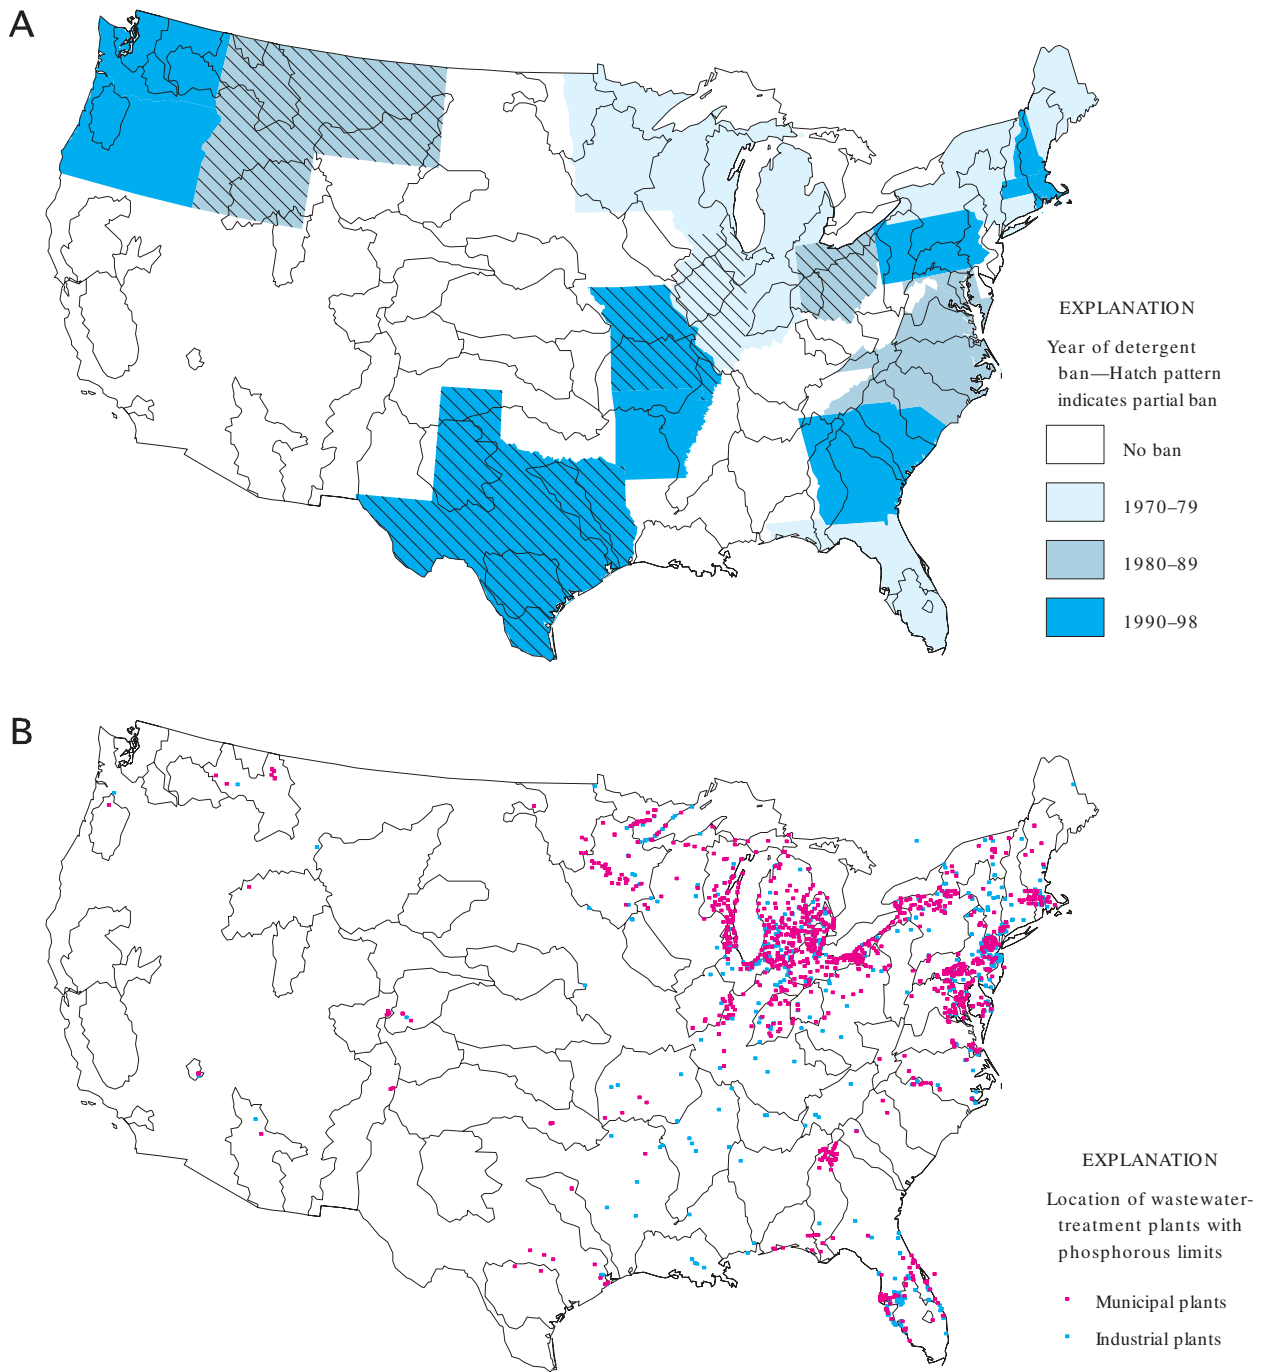 A
EXPLANATION
Year of detergent
ban—Hatch pattern
indicates partial ban
No ban
1970–79
1980–89
1990–98
B
EXPLANATION
Location of wastewater-
treatment plants with
phosphorous limits
Municipal plants
Industrial plants